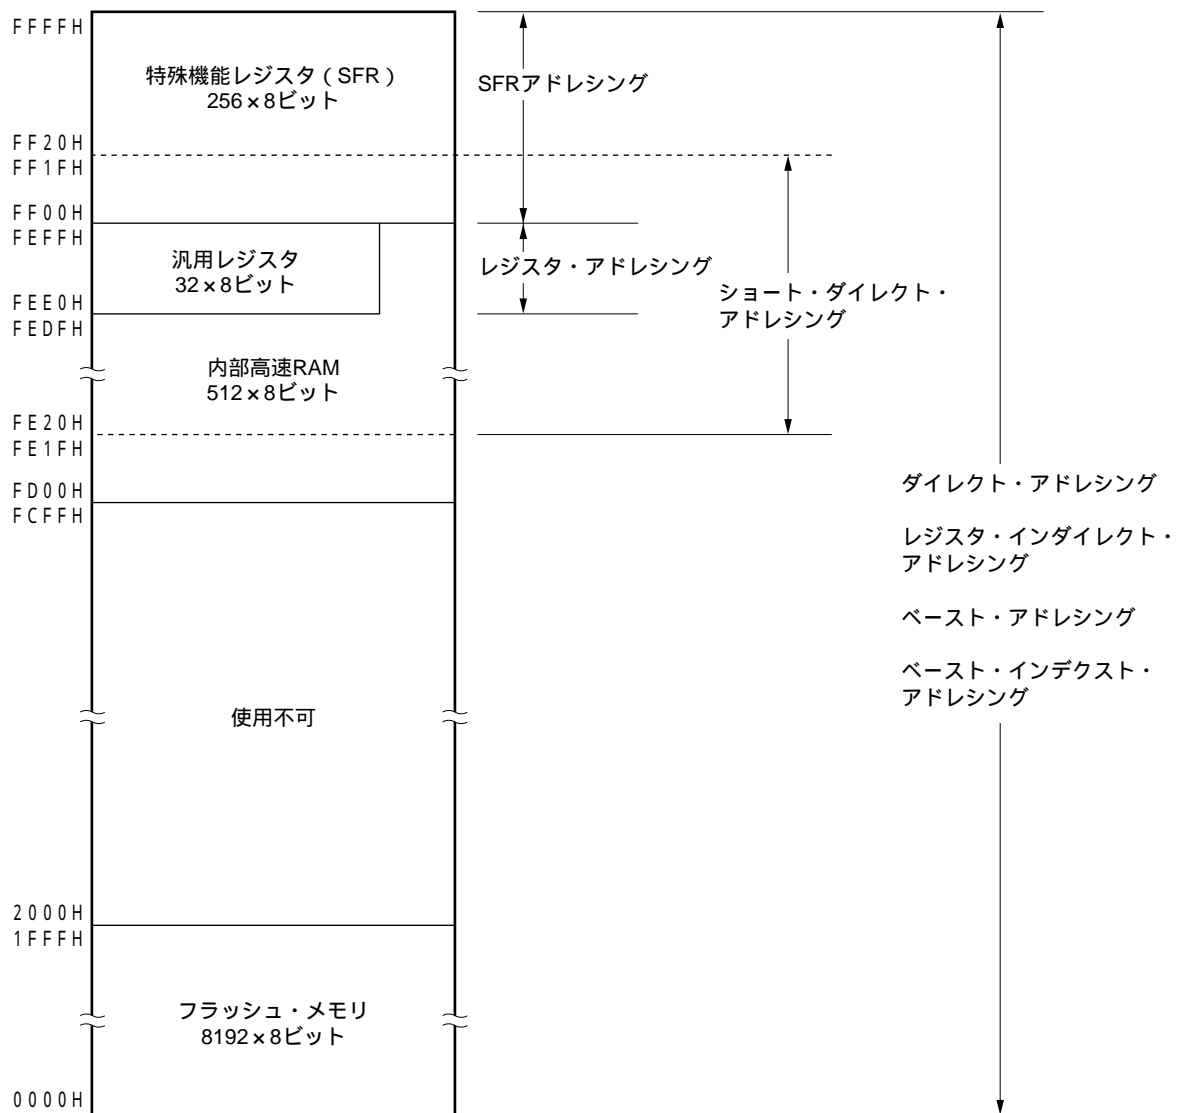 FFFFH
特殊機能レジスタ（SFR）
256×8ビット
SFRアドレシング
FF20H
FF1FH
FF00H
FEFFH
汎用レジスタ
32×8ビット
レジスタ・アドレシング
ショート・ダイレクト・
アドレシング
FEE0H
FEDFH
内部高速RAM
512×8ビット
FE20H
FE1FH
FD00H
FCFFH
ダイレクト・アドレシング
レジスタ・インダイレクト・
アドレシング
ベースト・アドレシング
ベースト・インデクスト・
アドレシング
使用不可
2000H
1FFFH
フラッシュ・メモリ
8192×8ビット
0000H